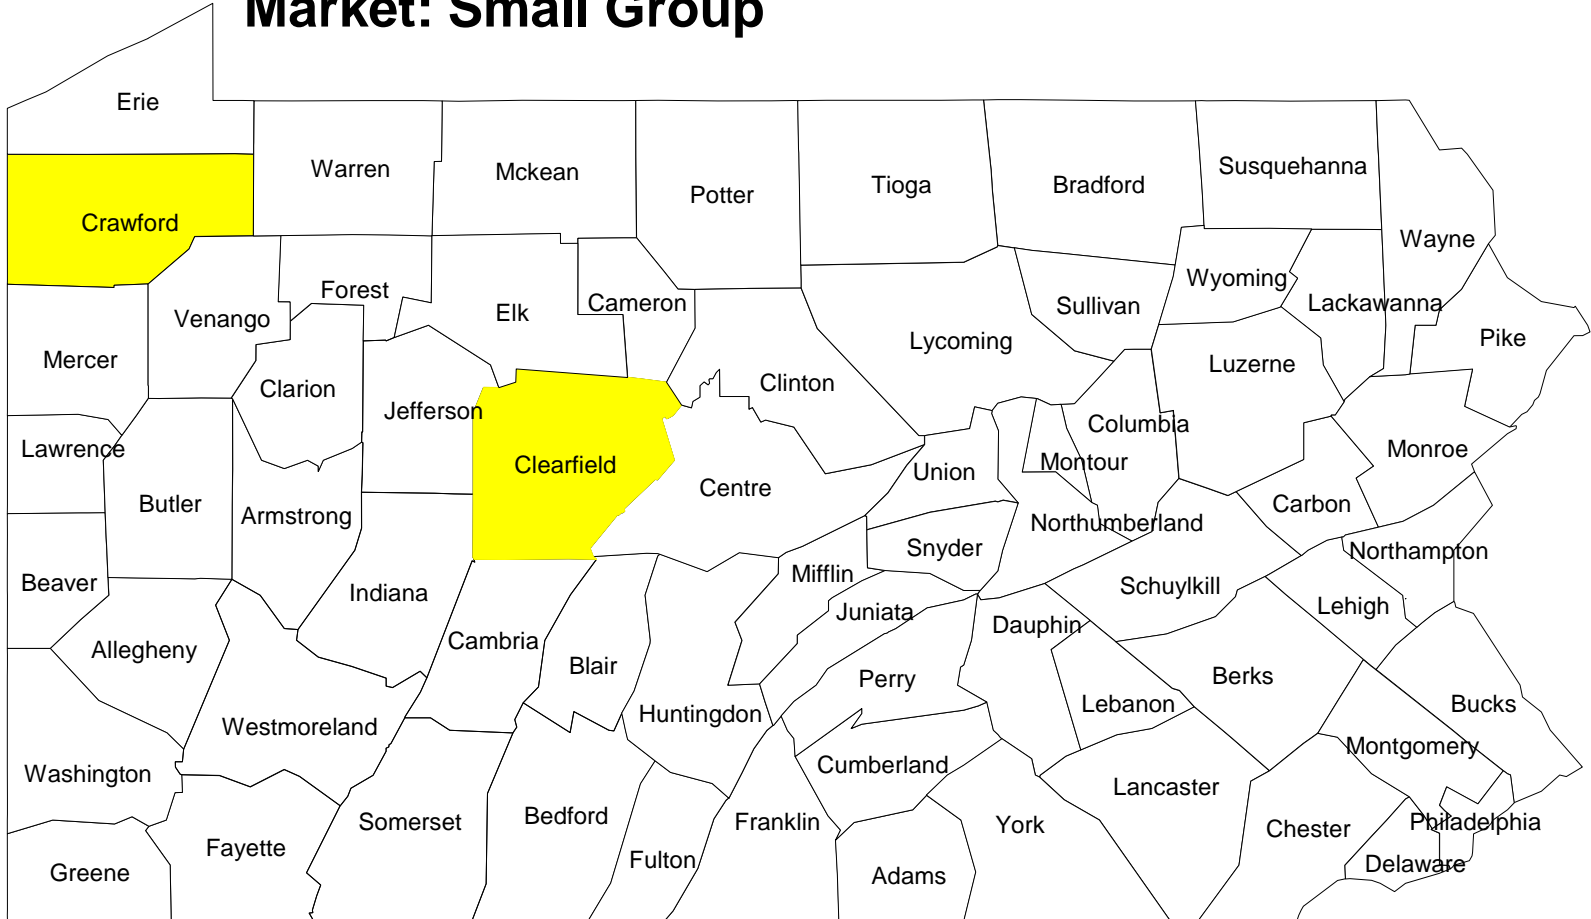 Market: Small Group
Erie
Warren
Mckean
Potter
Tioga
Bradford
Susquehanna
Wayne
Crawford
Forest
Venango
Elk
Cameron
Lycoming
Sullivan
Wyoming
Lackawanna
Pike
Mercer
Clarion
Jefferson
Clinton
Luzerne
Columbia
Montour
Monroe
Lawrence
Butler
Armstrong
Clearfield
Centre
Union
Northumberland
Carbon
Snyder
Northampton
Beaver
Indiana
Mifflin
Juniata
Schuylkill
Lehigh
Allegheny
Cambria
Blair
Dauphin
Perry
Lebanon
Berks
Bucks
Westmoreland
Huntingdon
Montgomery
Washington
Cumberland
Lancaster
Somerset
Bedford
Franklin
York
Chester
Philadelphia
Greene
Fayette
Fulton
Adams
Delaware